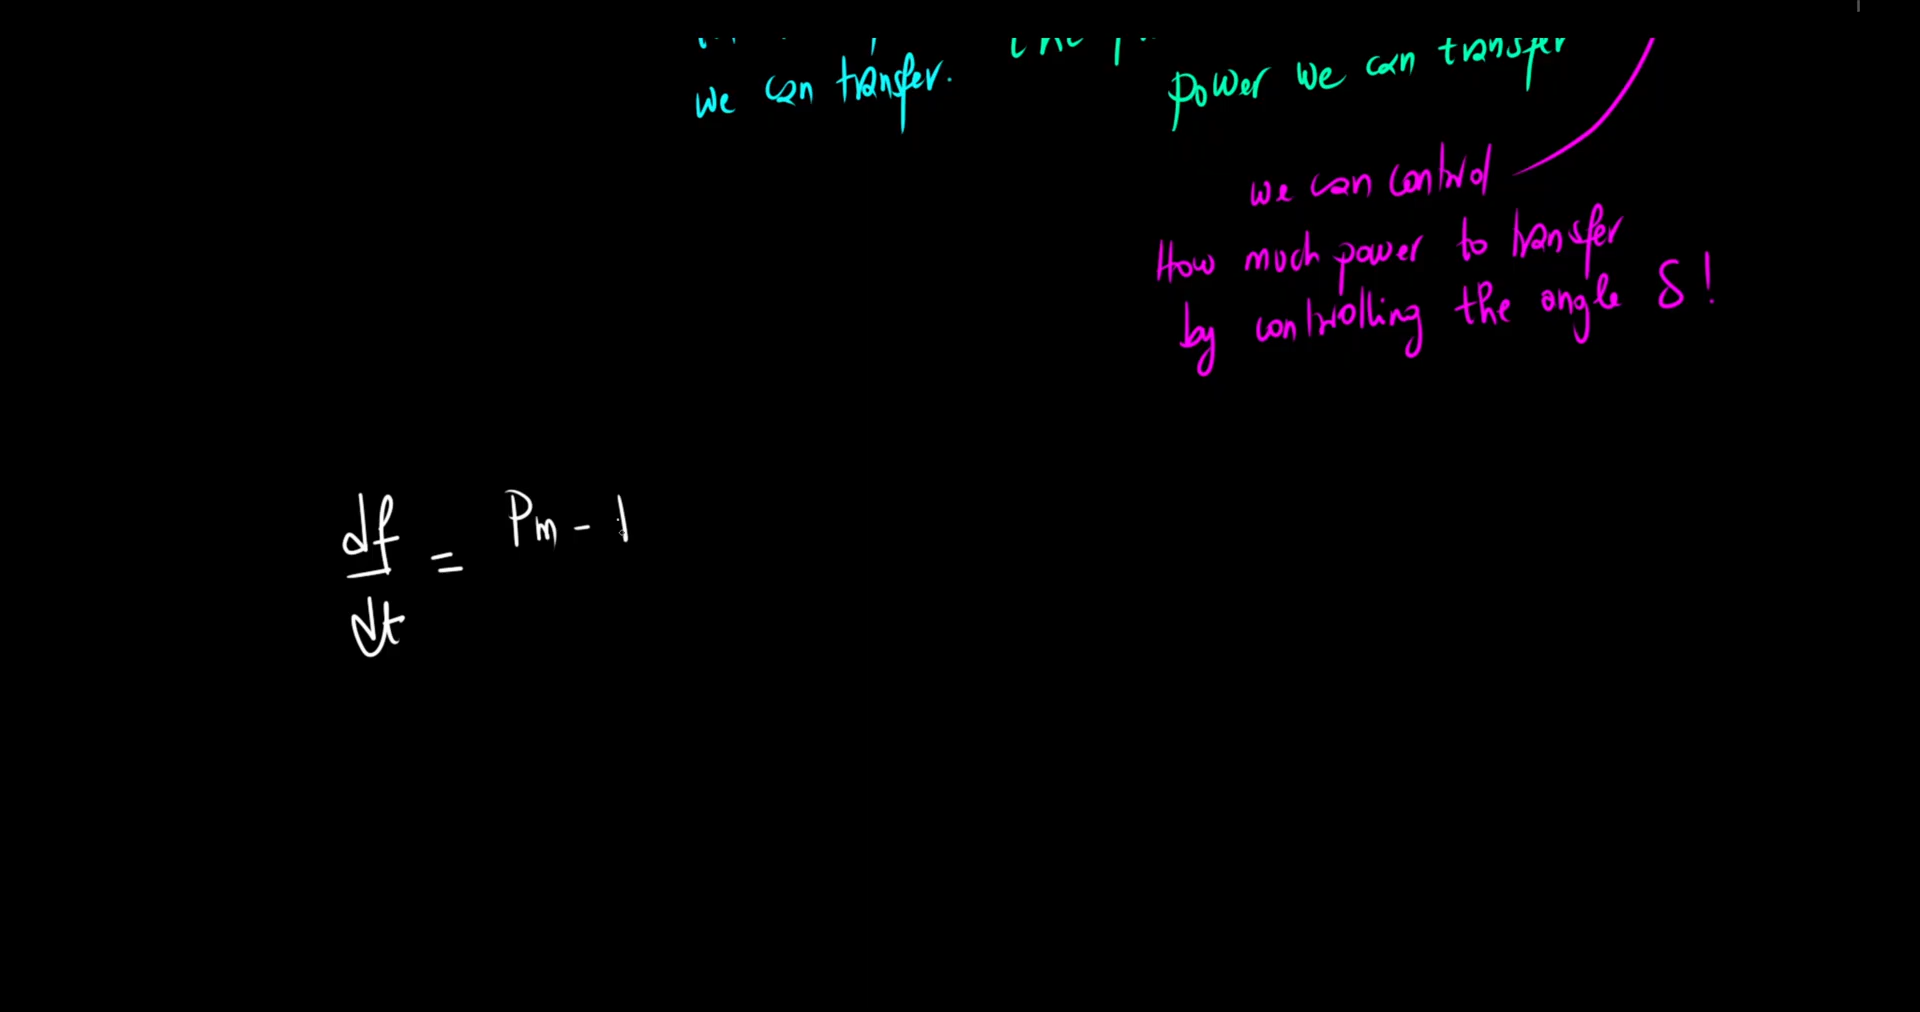 we can transfer.
power we can transfer
we can control
How much power to transfer
by controlling the angle δ!
df
dt
=
Pm -